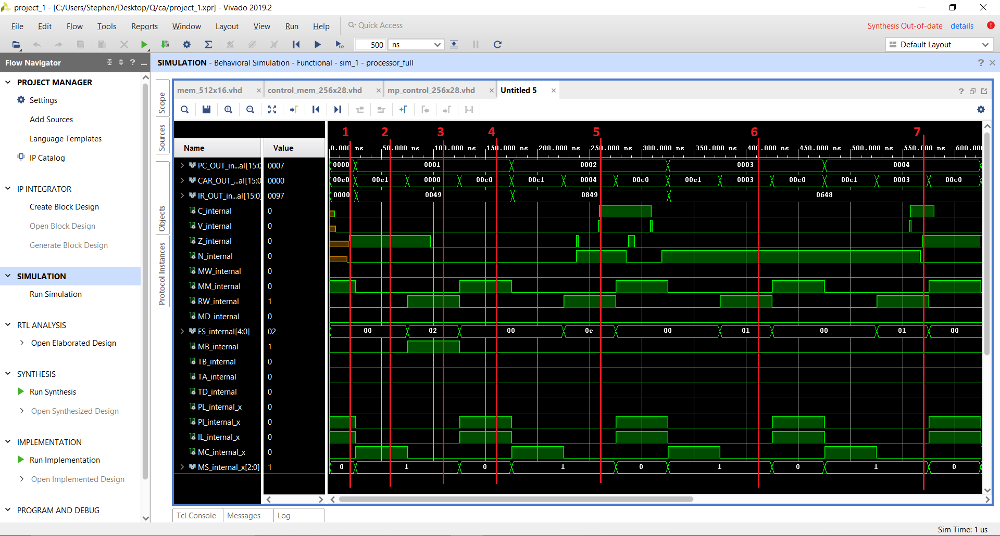 project_1 - [C:/Users/Stephen/Desktop/Q/ca/project_1.xpr] - Vivado 2019.2
File Edit Flow Tools Reports Window Layout View Run Help Quick Access
Synthesis Out-of-date details
500 ns
Default Layout
Flow Navigator
SIMULATION - Behavioral Simulation - Functional - sim_1 - processor_full
PROJECT MANAGER
Settings
Add Sources
Language Templates
IP Catalog
IP INTEGRATOR
Create Block Design
Open Block Design
Generate Block Design
SIMULATION
Run Simulation
RTL ANALYSIS
Open Elaborated Design
SYNTHESIS
Run Synthesis
Open Synthesized Design
IMPLEMENTATION
Run Implementation
Open Implemented Design
PROGRAM AND DEBUG
Scope
Sources
Objects
Protocol Instances
mem_512x16.vhd control_mem_256x28.vhd mp_control_256x28.vhd Untitled 5
1 2 3 4 5 6 7
Name Value
0.000 ns 50.000 ns 100.000 ns 150.000 ns 200.000 ns 250.000 ns 300.000 ns 350.000 ns 400.000 ns 450.000 ns 500.000 ns 550.000 ns 600.00
PC_OUT_in...al[15:0 0007 0000 0001 0002 0003 0004
CAR_OUT_...al[15:0 0000 00c0 00c1 0000 00c0 00c1 0004 00c0 00c1 0003 00c0 00c1 0003 00c0
IR_OUT_in...al[15:0] 0097 0000 0049 0849 0648
C_internal 0
V_internal 0
Z_internal 0
N_internal 0
MW_internal 0
MM_internal 0
RW_internal 1
MD_internal 0
FS_internal[4:0] 02 00 02 00 0e 00 01 00 01 00
MB_internal 1
TB_internal 0
TA_internal 0
TD_internal 0
PL_internal_x 0
PI_internal_x 0
IL_internal_x 0
MC_internal_x 0
MS_internal_x[2:0] 1 0 1 0 1 0 1 0 1 0
Tcl Console Messages Log
Sim Time: 1 us